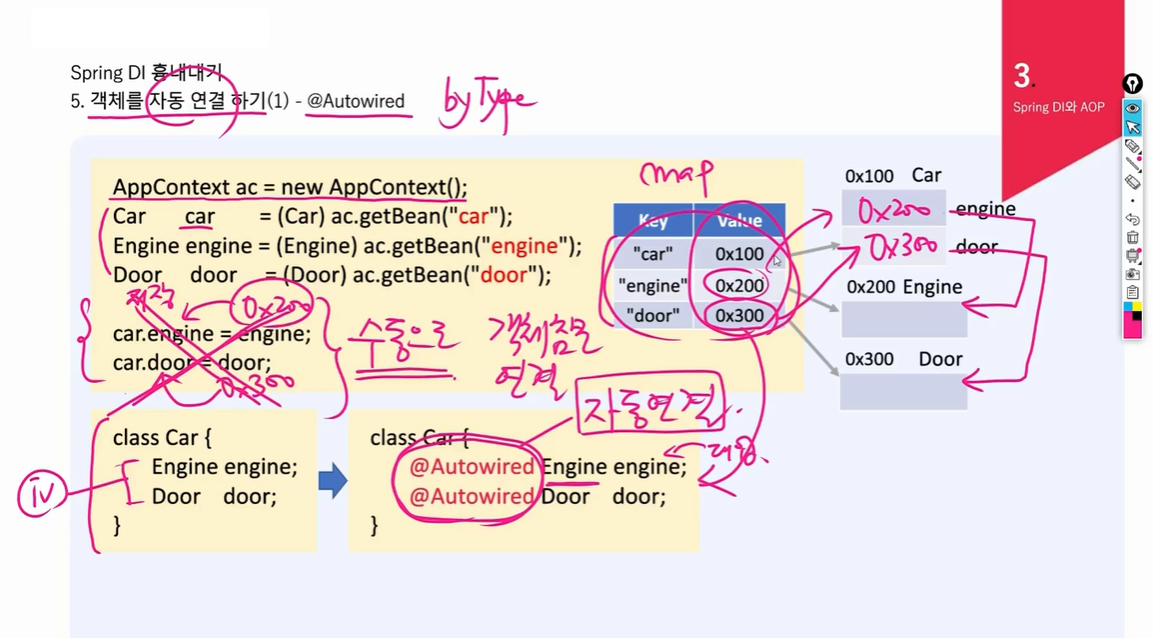 Spring DI 흉내내기
5. 객체를 자동 연결 하기(1) - @Autowired
by Type
3.
Spring DI와 AOP
AppContext ac = new AppContext();
Car car = (Car) ac.getBean("car");
Engine engine = (Engine) ac.getBean("engine");
Door door = (Door) ac.getBean("door");
저장
0x200
car.engine = engine;
car.door = door;
0x300
수동으로
객체참조
연결
map
Key Value
"car" 0x100
"engine" 0x200
"door" 0x300
0x100 Car
0x200 engine
0x300 door
0x200 Engine
0x300 Door
자동연결.
iv
class Car {
Engine engine;
Door door;
}
class Car {
@Autowired Engine engine;
@Autowired Door door;
}